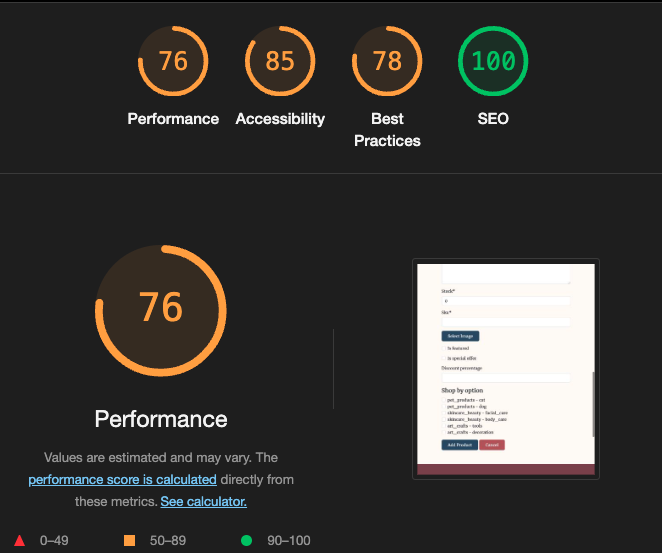 76
85
78
100
Performance
Accessibility
Best
Practices
SEO
76
Performance
Values are estimated and may vary. The
performance score is calculated directly from
these metrics. See calculator.
0–49
50–89
90–100
Stock*
0
Sku*
Select Image
Is featured
Is special offer
Discount percentage
Shop by option
pet_products - cat
pet_products - dog
skincare_beauty - facial_care
skincare_beauty - body_care
art_crafts - tools
art_crafts - decoration
Add Product
Cancel